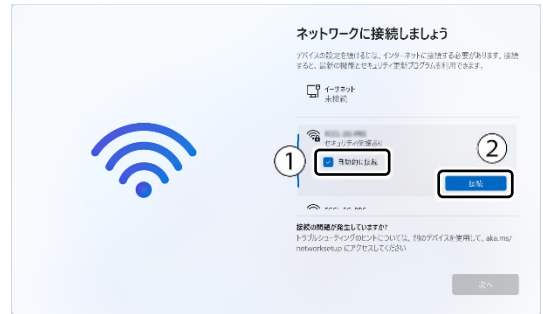 ネットワークに接続しましょう
デバイスの設定を続けるには、インターネットに接続する必要があります。接続
すると、最新の機能とセキュリティ更新プログラムを利用できます。
イーサネット
未接続
セキュリティ保護あり
①
自動的に接続
②
接続
接続の問題が発生していますか?
トラブルシューティングのヒントについては、別のデバイスを使用して、aka.ms/
networksetup にアクセスしてください
次へ